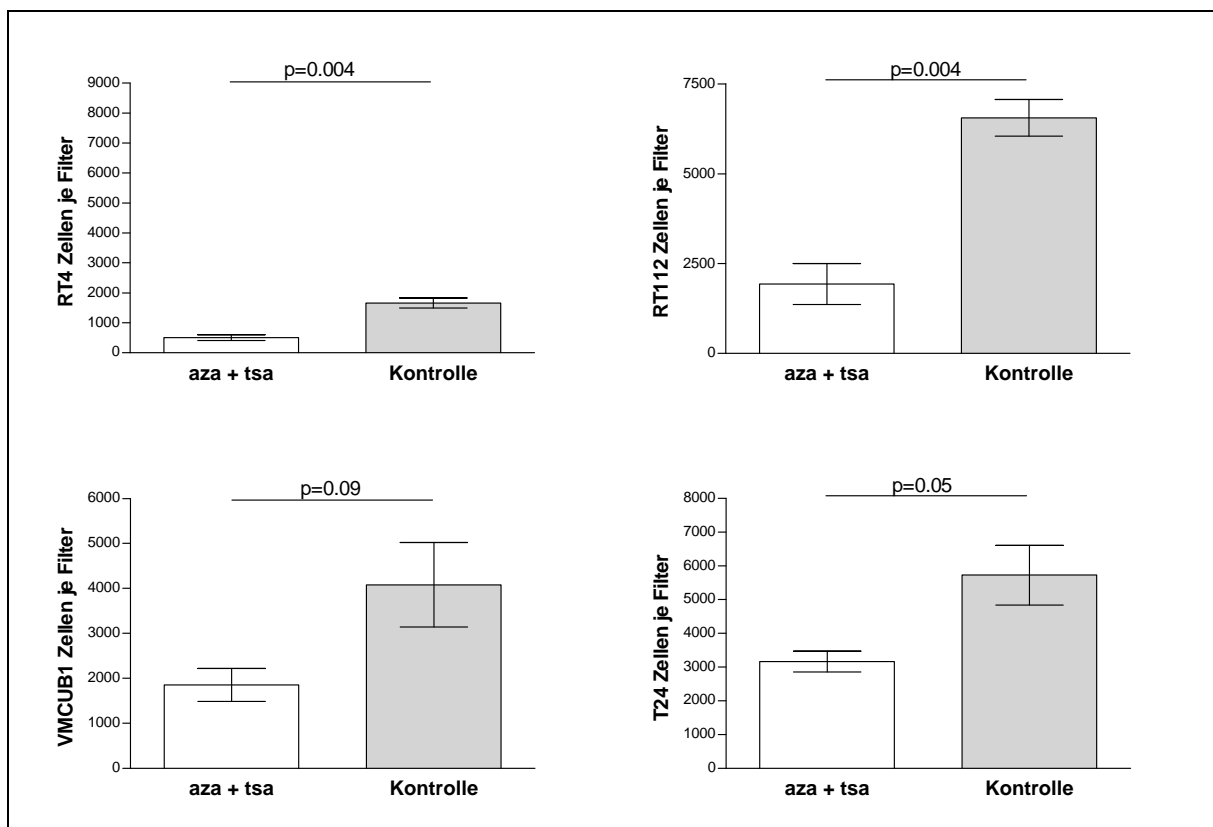 p=0.004
RT4 Zellen je Filter
9000
8000
7000
6000
5000
4000
3000
2000
1000
0
aza + tsa Kontrolle
p=0.004
RT112 Zellen je Filter
7500
5000
2500
0
aza + tsa Kontrolle
p=0.09
VMCUB1 Zellen je Filter
6000
5000
4000
3000
2000
1000
0
aza + tsa Kontrolle
p=0.05
T24 Zellen je Filter
8000
7000
6000
5000
4000
3000
2000
1000
0
aza + tsa Kontrolle